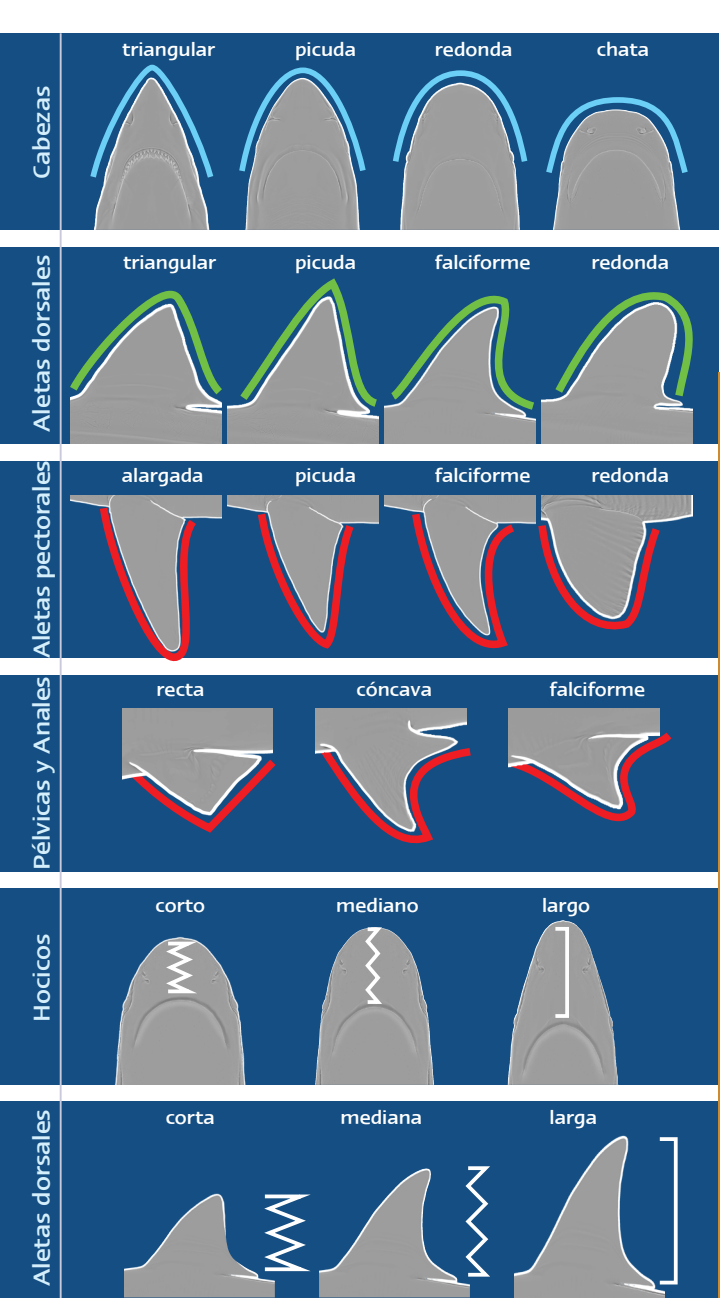 Cabezas
triangular picuda redonda chata
Aletas dorsales
triangular picuda falciforme redonda
Aletas pectorales
alargada picuda falciforme redonda
Pélvicas y Anales
recta cóncava falciforme
Hocicos
corto mediano largo
Aletas dorsales
corta mediana larga